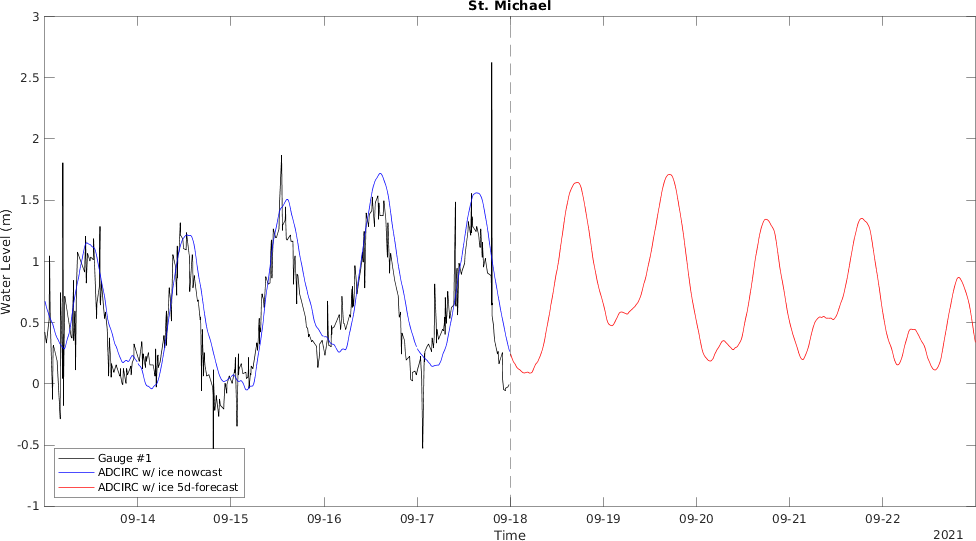 St. Michael
3
2.5
2
1.5
1
0.5
0
-0.5
-1
Water Level (m)
Gauge #1
ADCIRC w/ ice nowcast
ADCIRC w/ ice 5d-forecast
09-14 09-15 09-16 09-17 09-18 09-19 09-20 09-21 09-22
Time
2021